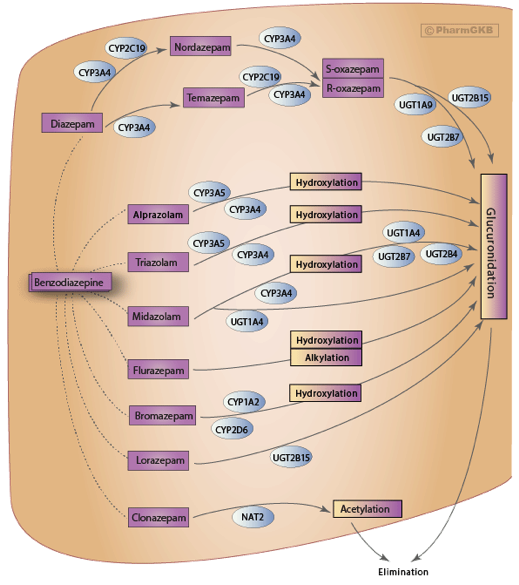 © PharmGKB
CYP2C19
Nordazepam
CYP3A4
CYP3A4
S-oxazepam
R-oxazepam
CYP2C19
CYP3A4
Temazepam
UGT1A9
UGT2B15
Diazepam
CYP3A4
UGT2B7
Glucuronidation
Hydroxylation
CYP3A5
Alprazolam
CYP3A4
Hydroxylation
CYP3A5
UGT1A4
Triazolam
CYP3A4
UGT2B7
UGT2B4
Hydroxylation
Benzodiazepine
CYP3A4
Midazolam
UGT1A4
Hydroxylation
Alkylation
Flurazepam
Hydroxylation
CYP1A2
Bromazepam
CYP2D6
Lorazepam
UGT2B15
Clonazepam
NAT2
Acetylation
Elimination